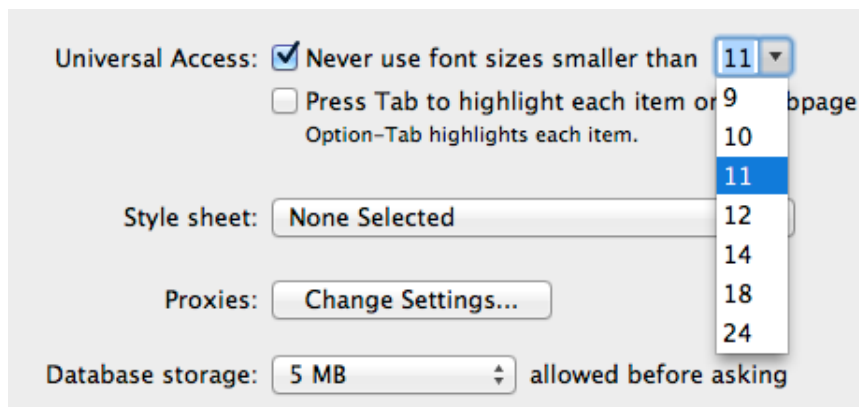 Universal Access: Never use font sizes smaller than 11
Press Tab to highlight each item bpage
Option-Tab highlights each item.
9
10
11
12
14
18
24
Style sheet: None Selected
Proxies: Change Settings...
Database storage: 5 MB allowed before asking